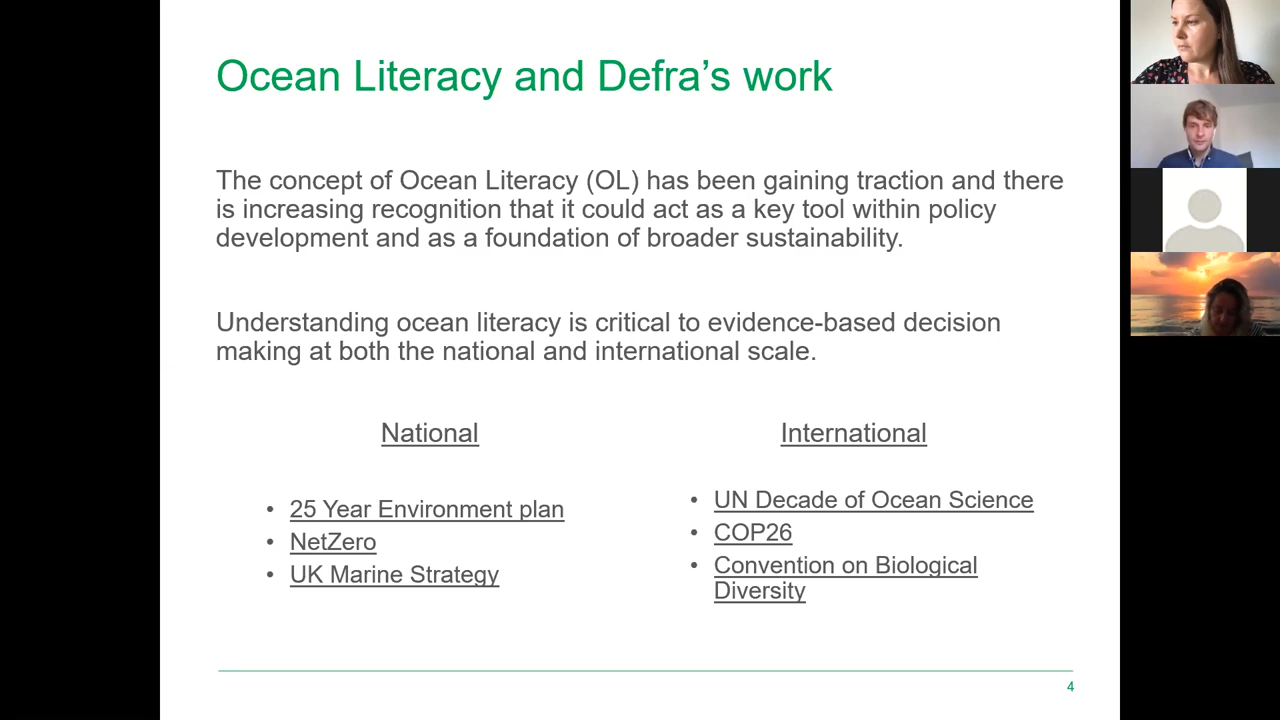 Ocean Literacy and Defra’s work
The concept of Ocean Literacy (OL) has been gaining traction and there
is increasing recognition that it could act as a key tool within policy
development and as a foundation of broader sustainability.
Understanding ocean literacy is critical to evidence-based decision
making at both the national and international scale.
National
• 25 Year Environment plan
• NetZero
• UK Marine Strategy
International
• UN Decade of Ocean Science
• COP26
• Convention on Biological
Diversity
4